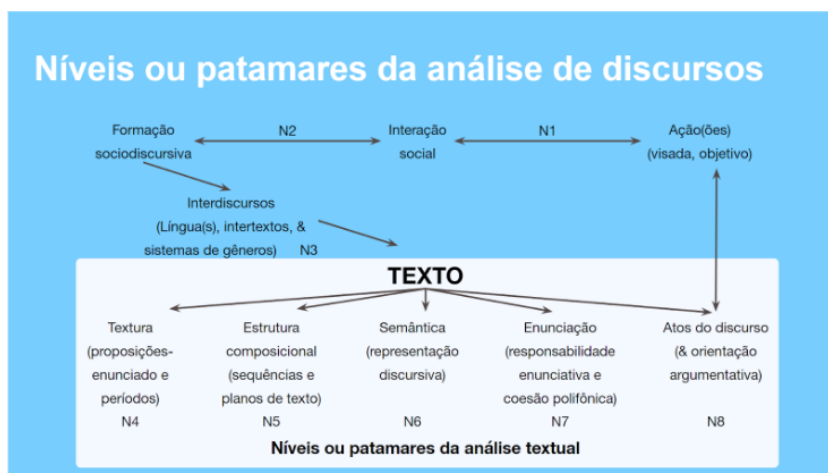 Níveis ou patamares da análise de discursos
Formação
sociodiscursiva
N2
Interação
social
N1
Ação(ões)
(visada, objetivo)
Interdiscursos
(Língua(s), intertextos, &
sistemas de gêneros) N3
TEXTO
Textura
(proposições-
enunciado e
períodos)
N4
Estrutura
composicional
(sequências e
planos de texto)
N5
Semântica
(representação
discursiva)
N6
Enunciação
(responsabilidade
enunciativa e
coesão polifônica)
N7
Atos do discurso
(& orientação
argumentativa)
N8
Níveis ou patamares da análise textual